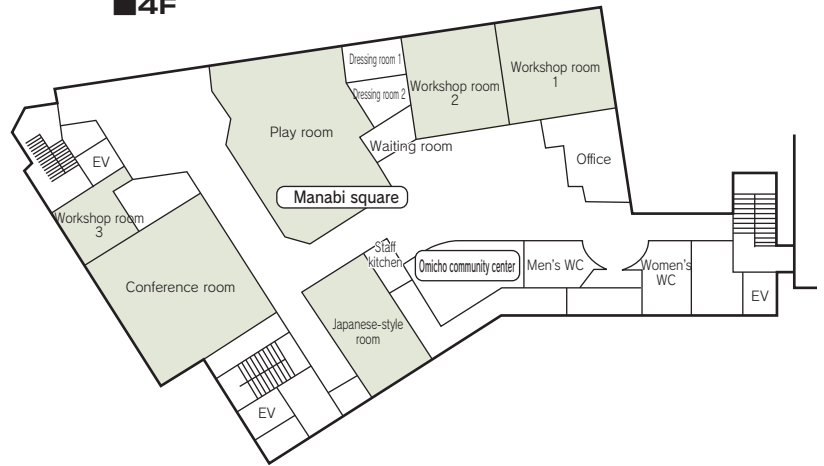 ■4F
Dressing room 1
Dressing room 2
Workshop room
2
Workshop room
1
Play room
Waiting room
Office
EV
Manabi square
Workshop room
3
Staff
kitchen
Omicho community center
Men's WC
Women's
WC
Conference room
EV
Japanese-style
room
EV